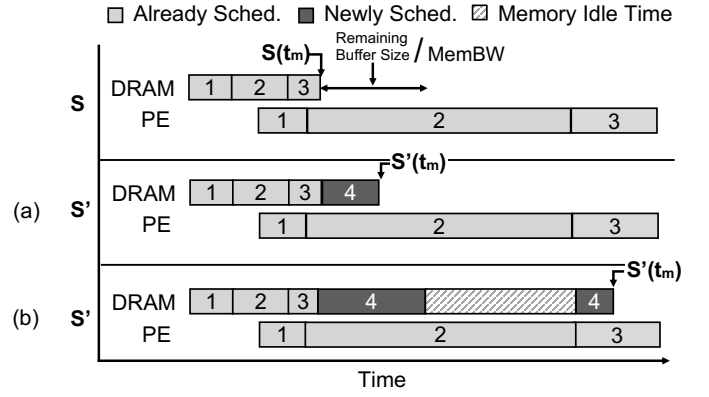 Already Sched. Newly Sched. Memory Idle Time
S(tm)
Remaining
Buffer Size / MemBW
S
DRAM 1 2 3
PE 1 2 3
S'(tm)
(a) S'
DRAM 1 2 3 4
PE 1 2 3
S'(tm)
(b) S'
DRAM 1 2 3 4 4
PE 1 2 3
Time